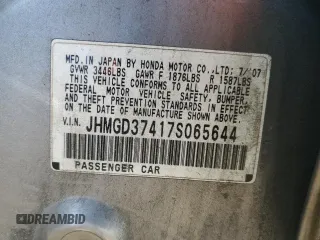 MFD. IN JAPAN BY HONDA MOTOR CO.,LTD. 7/07
GVWR 3446LBS GAWR F 1876LBS R 1587LBS
THIS VEHICLE CONFORMS TO ALL APPLICABLE
FEDERAL MOTOR VEHICLE SAFETY, BUMPER,
AND THEFT PREVENTION STANDARDS IN EFFECT
ON THE DATE OF MANUFACTURE SHOWN ABOVE.
V.I.N. JHMGD37417S065644
PASSENGER CAR
DREAMBID